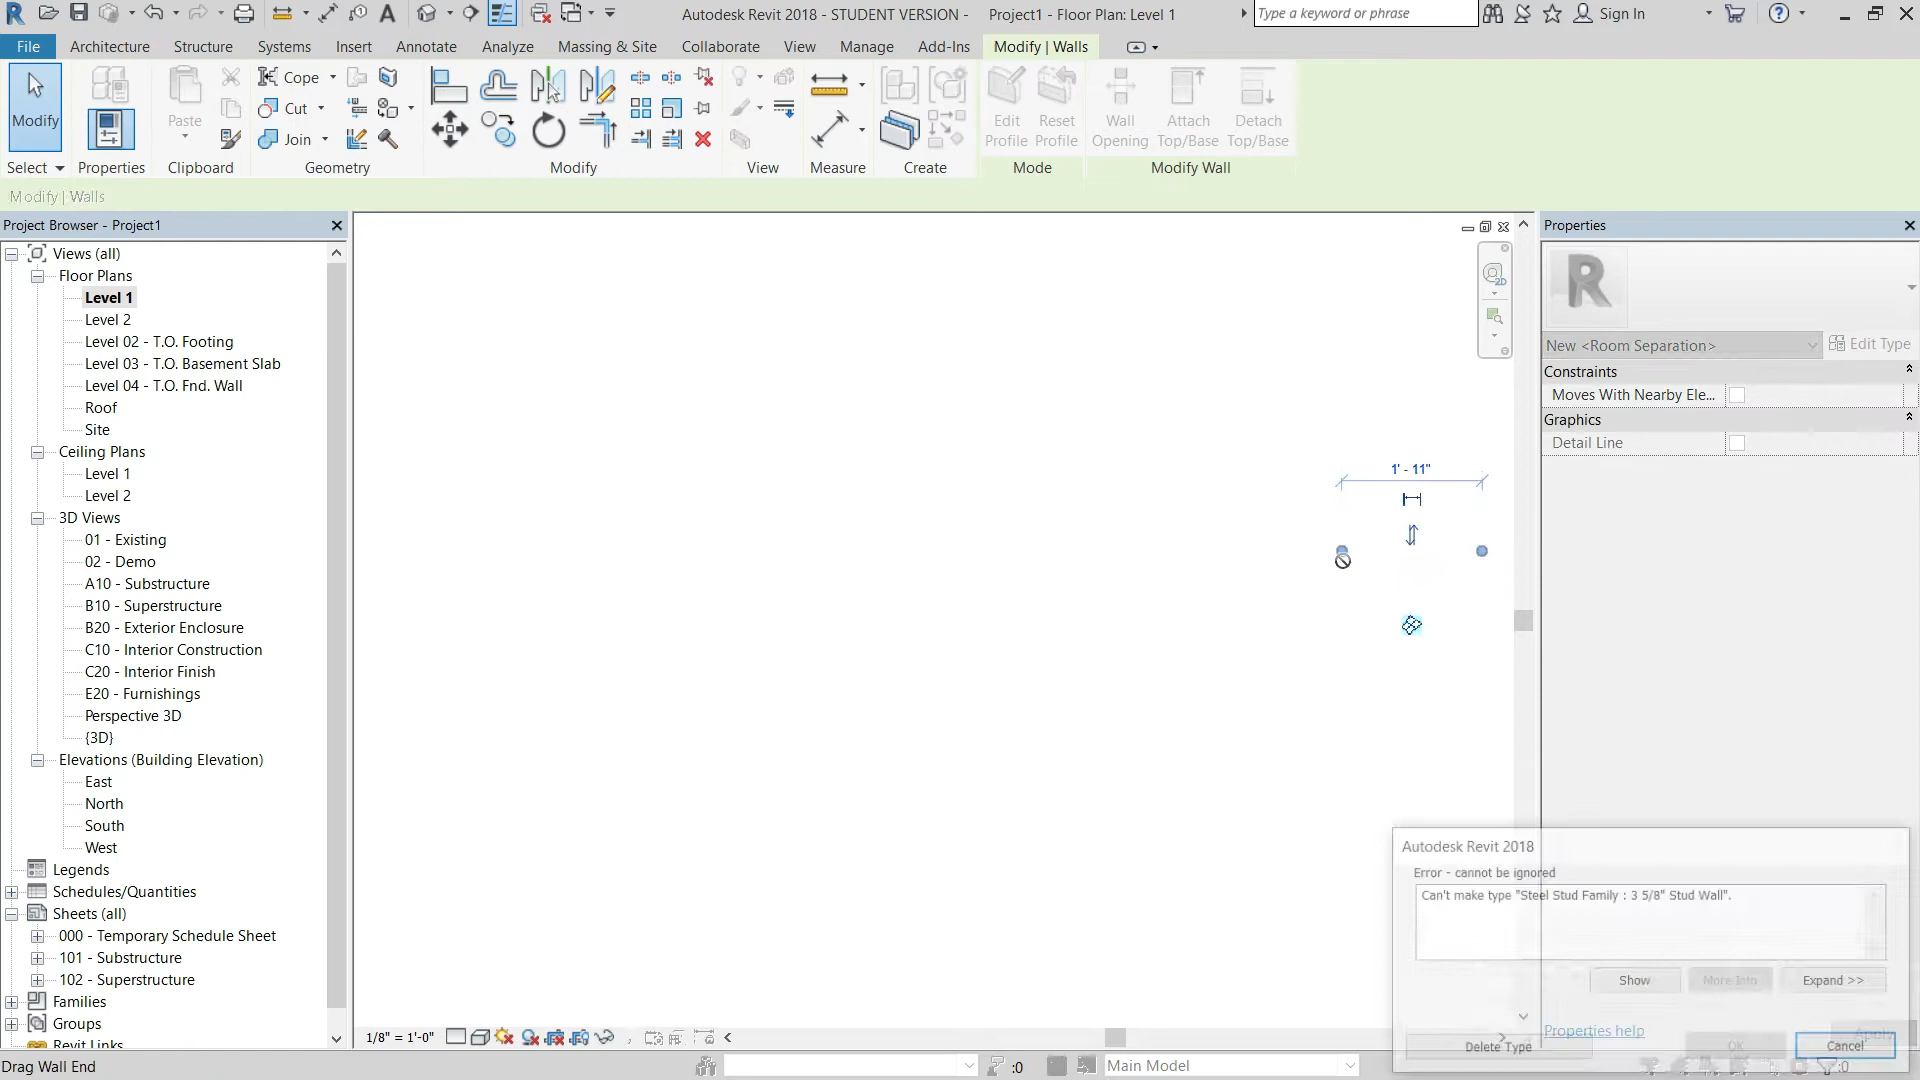 Autodesk Revit 2018 - STUDENT VERSION - Project1 - Floor Plan: Level 1
Type a keyword or phrase
Sign In
File Architecture Structure Systems Insert Annotate Analyze Massing & Site Collaborate View Manage Add-Ins Modify | Walls
Modify Paste Cope Cut Join Edit Profile Reset Profile Wall Opening Attach Top/Base Detach Top/Base
Select Properties Clipboard Geometry Modify View Measure Create Mode Modify Wall
Modify | Walls
Project Browser - Project1
Views (all)
Floor Plans
Level 1
Level 2
Level 02 - T.O. Footing
Level 03 - T.O. Basement Slab
Level 04 - T.O. Fnd. Wall
Roof
Site
Ceiling Plans
Level 1
Level 2
3D Views
01 - Existing
02 - Demo
A10 - Substructure
B10 - Superstructure
B20 - Exterior Enclosure
C10 - Interior Construction
C20 - Interior Finish
E20 - Furnishings
Perspective 3D
{3D}
Elevations (Building Elevation)
East
North
South
West
Legends
Schedules/Quantities
Sheets (all)
000 - Temporary Schedule Sheet
101 - Substructure
102 - Superstructure
Families
Groups
Revit Links
2D
1' - 11"
Properties
R
New <Room Separation>
Edit Type
Constraints
Moves With Nearby Ele...
Graphics
Detail Line
Autodesk Revit 2018
Error - cannot be ignored
Can't make type "Steel Stud Family : 3 5/8" Stud Wall".
Show More Info Expand >>
Properties help
Apply
Delete Type OK Cancel
1/8" = 1'-0"
Drag Wall End
:0
Main Model
:0